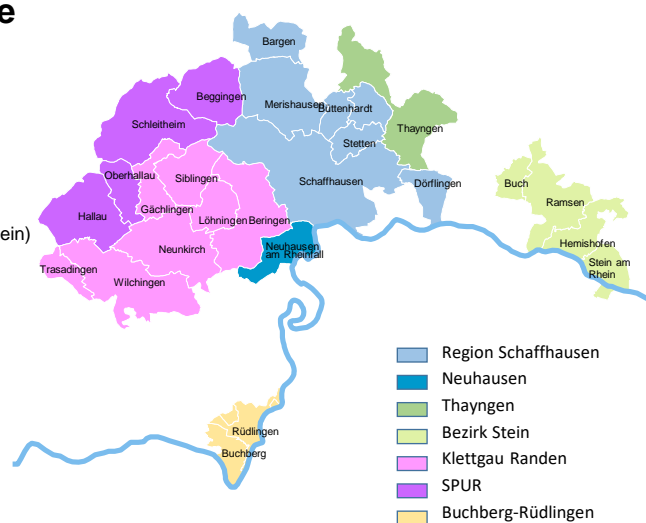 e
Bargen
Beggingen
Merishausen
Büttenhardt
Schleitheim
Thayngen
Stetten
Oberhallau
Siblingen
Schaffhausen
Dörflingen
Buch
Ramsen
Gächlingen
Hallau
Löhningen
Beringen
ein)
Neunkirch
Neuhausen
am Rheinfall
Hemishofen
Trasadingen
Wilchingen
Stein am
Rhein
Region Schaffhausen
Neuhausen
Thayngen
Bezirk Stein
Rüdlingen
Buchberg
Klettgau Randen
SPUR
Buchberg-Rüdlingen